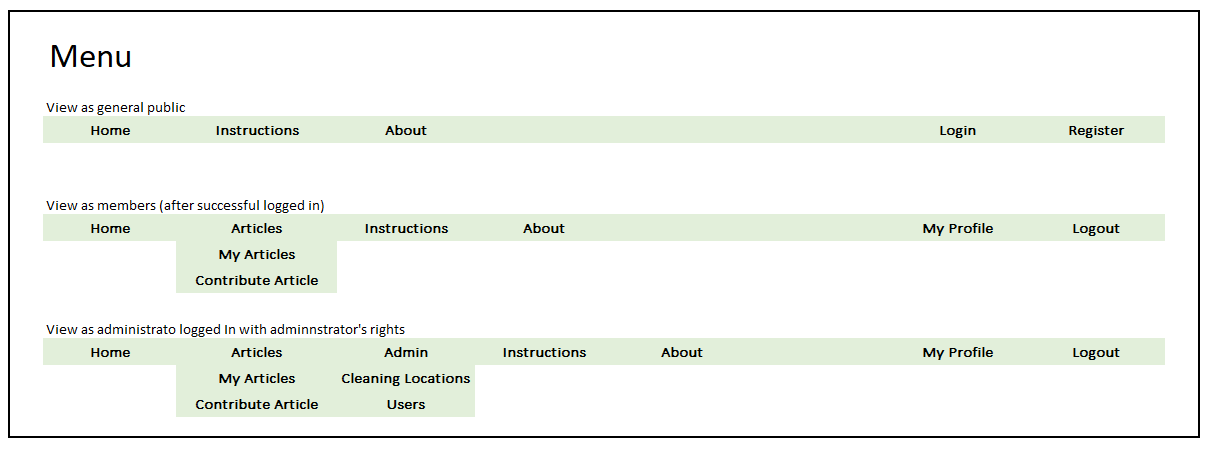 Menu
View as general public
Home Instructions About Login Register
View as members (after successful logged in)
Home Articles Instructions About My Profile Logout
My Articles
Contribute Article
View as administrato logged In with adminnstrator's rights
Home Articles Admin Instructions About My Profile Logout
My Articles Cleaning Locations
Contribute Article Users